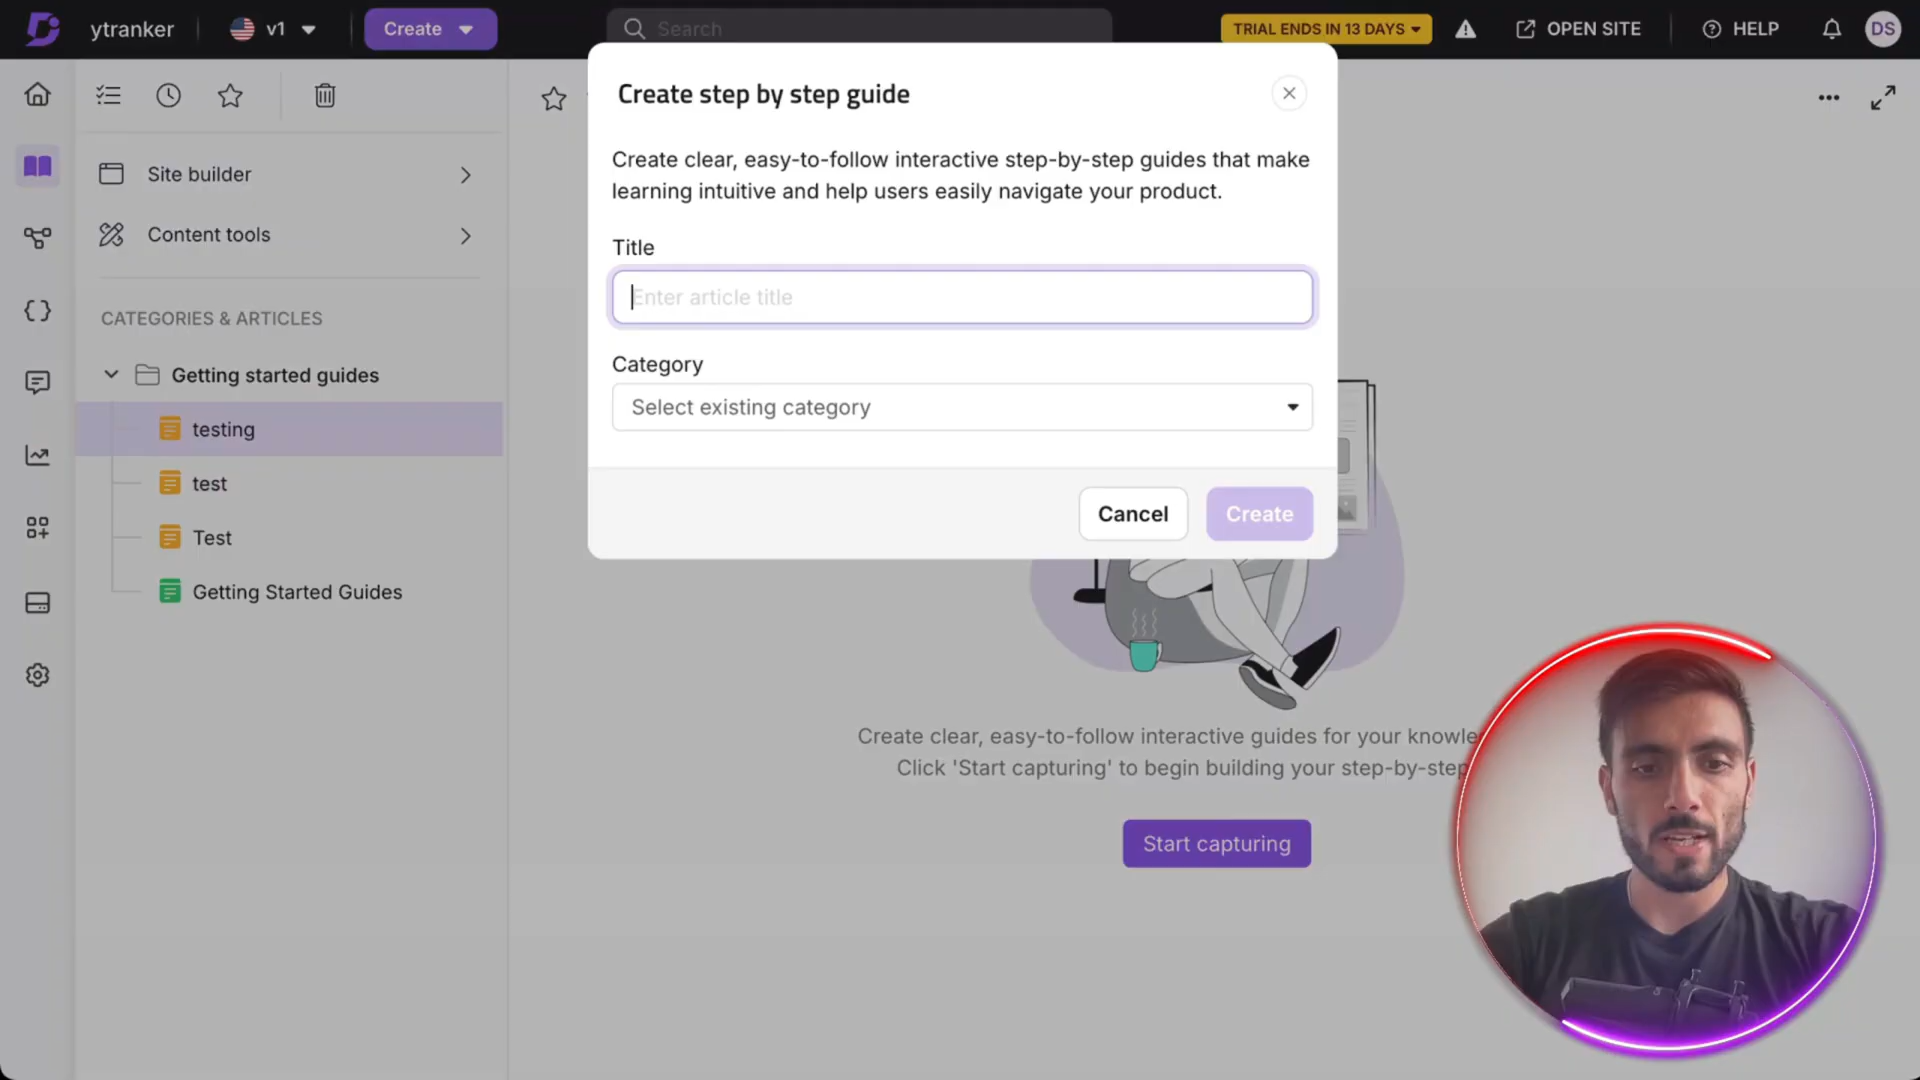 ytranker
v1
Create
Search
TRIAL ENDS IN 13 DAYS
OPEN SITE
HELP
DS
Site builder
Content tools
CATEGORIES & ARTICLES
Getting started guides
testing
test
Test
Getting Started Guides
Create step by step guide
Create clear, easy-to-follow interactive step-by-step guides that make
learning intuitive and help users easily navigate your product.
Title
Enter article title
Category
Select existing category
Cancel
Create
Create clear, easy-to-follow interactive guides for your
Click 'Start capturing' to begin building your step-by-step
Start capturing